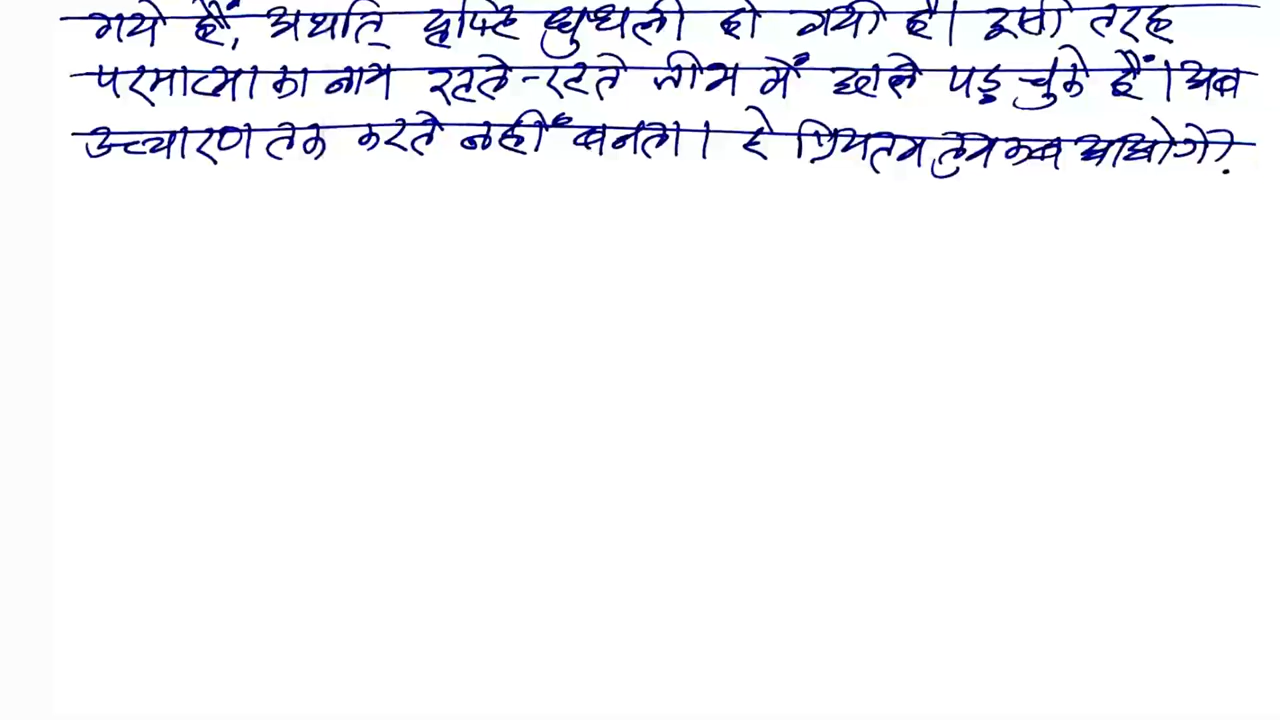 गये हैं, अर्थात् दृष्टि धुधली हो गयी है। इसी तरह
परमात्मा का नाम रटते-रटते जीभ में छाले पड़ चुके हैं। अब
उच्चारण तक करते नहीं बनता। हे प्रियतम तुम कब आओगे?